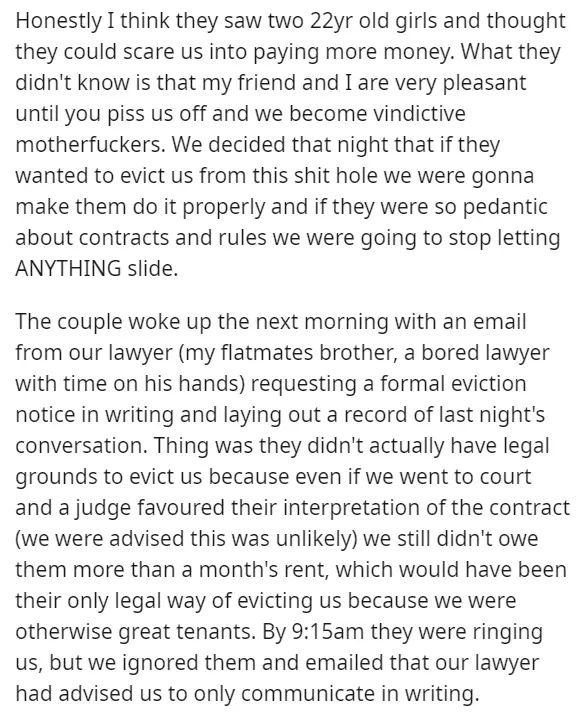 Honestly I think they saw two 22yr old girls and thought
they could scare us into paying more money. What they
didn't know is that my friend and I are very pleasant
until you piss us off and we become vindictive
motherfuckers. We decided that night that if they
wanted to evict us from this shit hole we were gonna
make them do it properly and if they were so pedantic
about contracts and rules we were going to stop letting
ANYTHING slide.
The couple woke up the next morning with an email
from our lawyer (my flatmates brother, a bored lawyer
with time on his hands) requesting a formal eviction
notice in writing and laying out a record of last night's
conversation. Thing was they didn't actually have legal
grounds to evict us because even if we went to court
and a judge favoured their interpretation of the contract
(we were advised this was unlikely) we still didn't owe
them more than a month's rent, which would have been
their only legal way of evicting us because we were
otherwise great tenants. By 9:15am they were ringing
us, but we ignored them and emailed that our lawyer
had advised us to only communicate in writing.